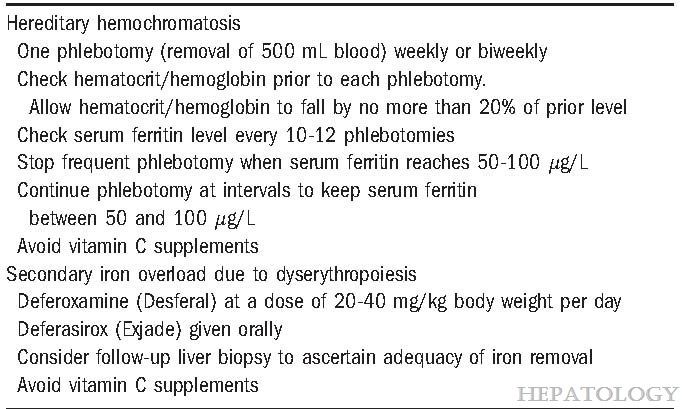 Hereditary hemochromatosis
One phlebotomy (removal of 500 mL blood) weekly or biweekly
Check hematocrit/hemoglobin prior to each phlebotomy.
Allow hematocrit/hemoglobin to fall by no more than 20% of prior level
Check serum ferritin level every 10-12 phlebotomies
Stop frequent phlebotomy when serum ferritin reaches 50-100 μg/L
Continue phlebotomy at intervals to keep serum ferritin
between 50 and 100 μg/L
Avoid vitamin C supplements
Secondary iron overload due to dyserythropoiesis
Deferoxamine (Desferal) at a dose of 20-40 mg/kg body weight per day
Deferasirox (Exjade) given orally
Consider follow-up liver biopsy to ascertain adequacy of iron removal
Avoid vitamin C supplements
HEPATOLOGY